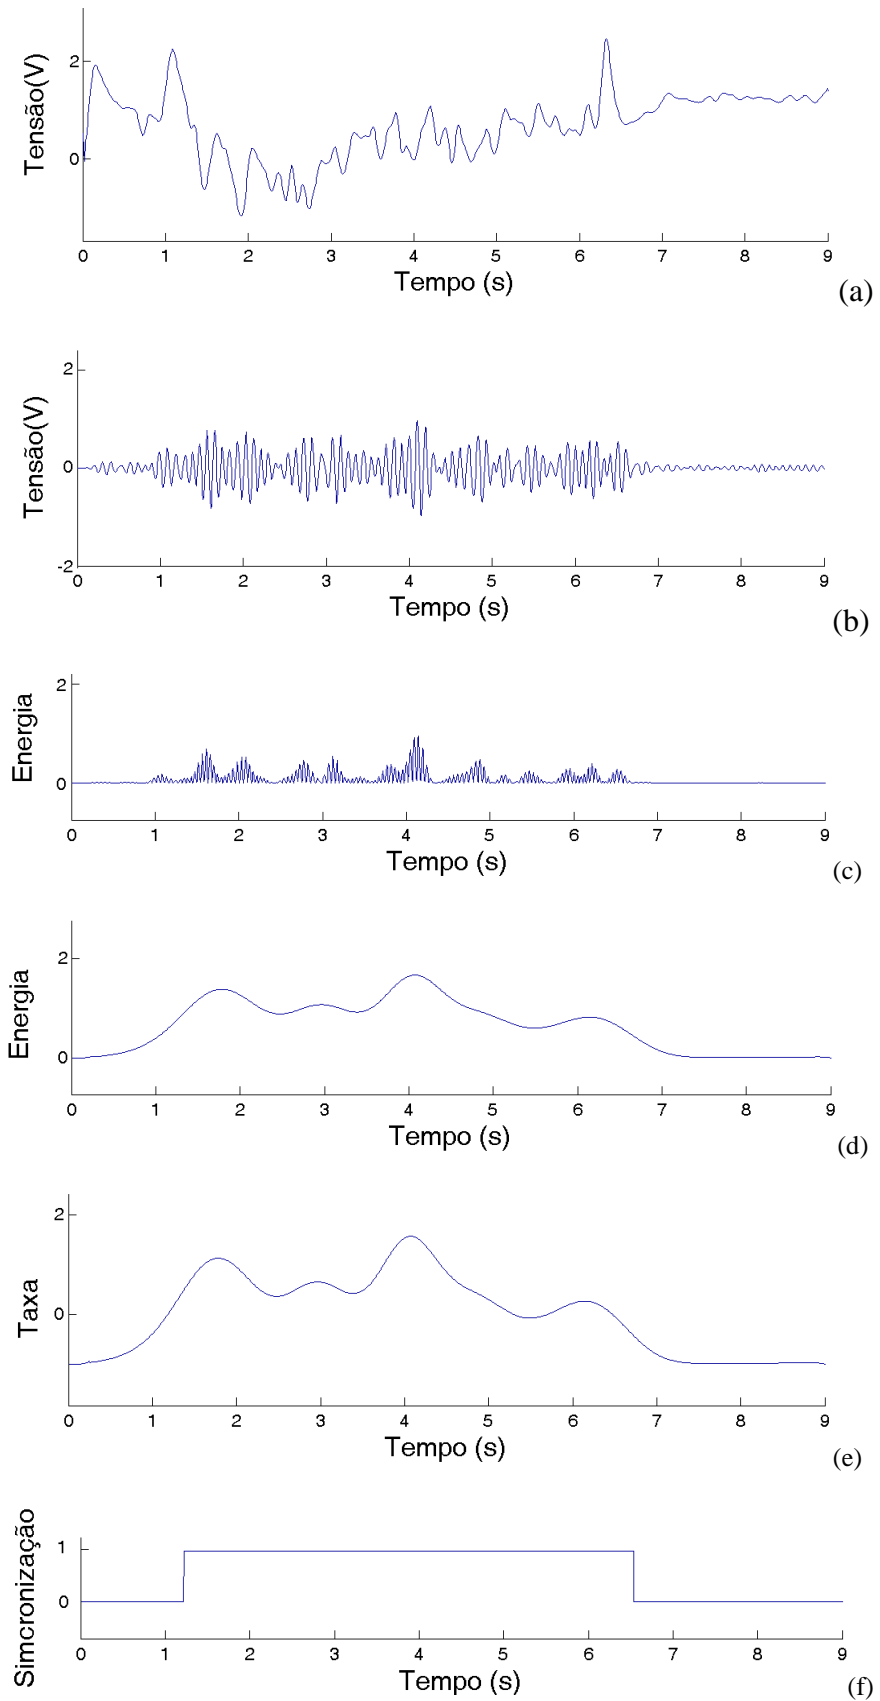 Tensão(V)
2
0
0 1 2 3 4 5 6 7 8 9
Tempo (s)
(a)
Tensão(V)
2
0
-2
0 1 2 3 4 5 6 7 8 9
Tempo (s)
(b)
Energia
2
0
0 1 2 3 4 5 6 7 8 9
Tempo (s)
(c)
Energia
2
0
0 1 2 3 4 5 6 7 8 9
Tempo (s)
(d)
Taxa
2
0
0 1 2 3 4 5 6 7 8 9
Tempo (s)
(e)
Simcronização
1
0
0 1 2 3 4 5 6 7 8 9
Tempo (s)
(f)